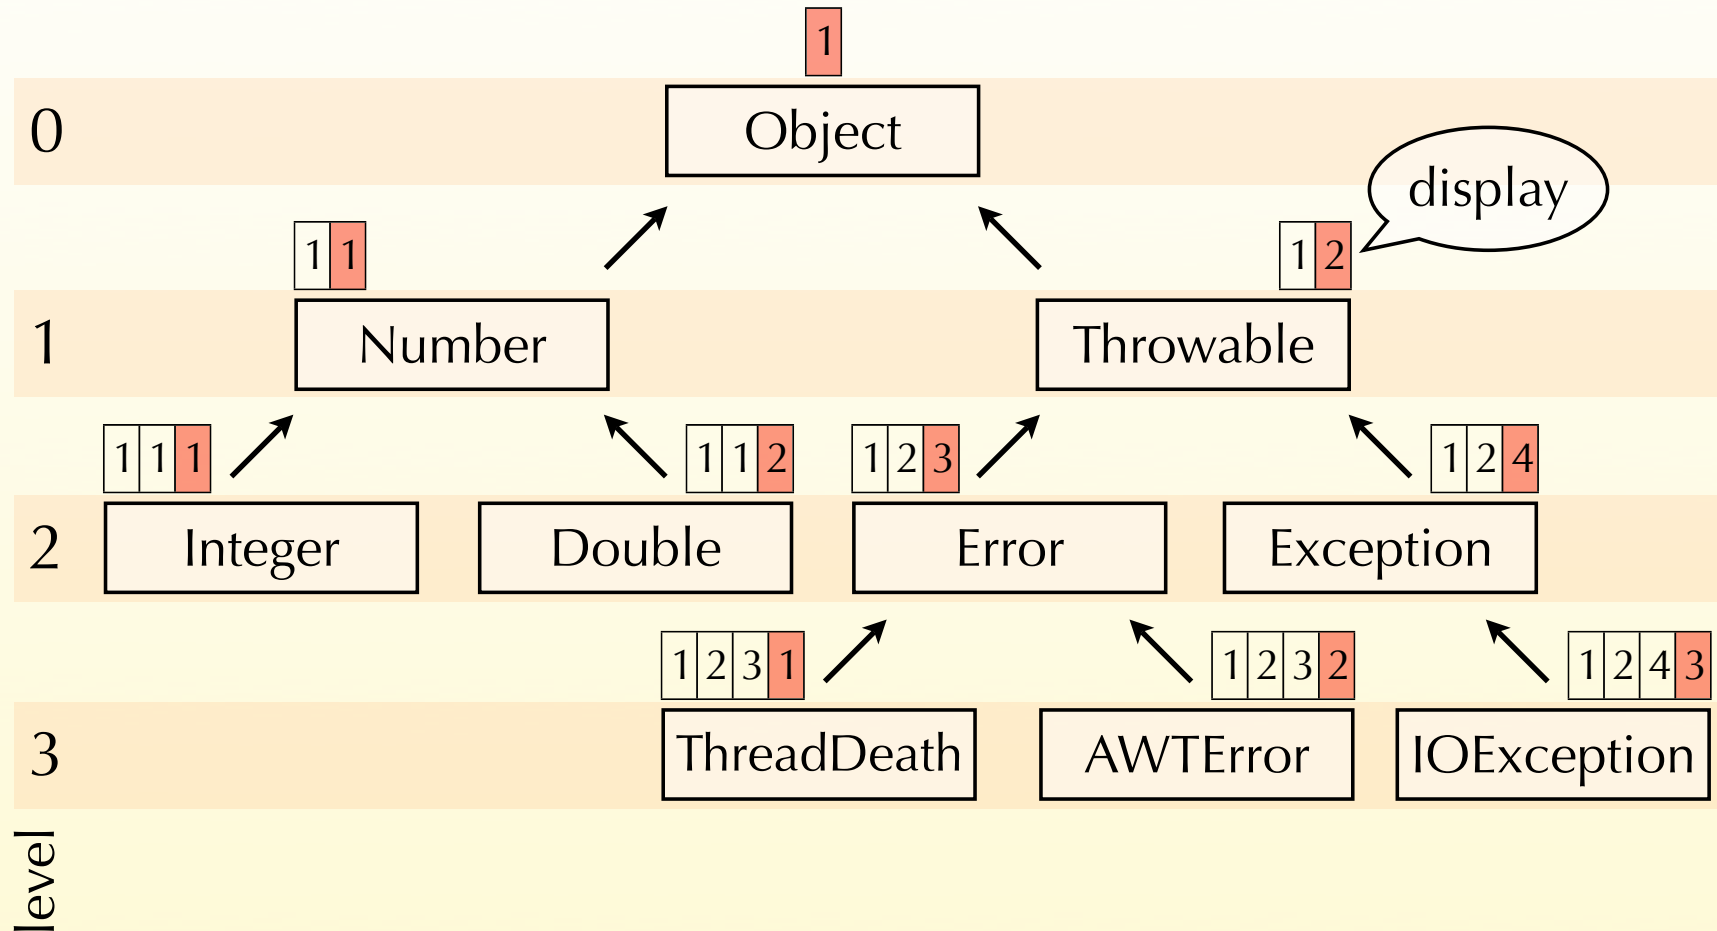 1
0
Object
display
1 1
1 2
1
Number
Throwable
1 1 1
1 1 2
1 2 3
1 2 4
2
Integer
Double
Error
Exception
1 2 3 1
1 2 3 2
1 2 4 3
3
ThreadDeath
AWTError
IOException
level